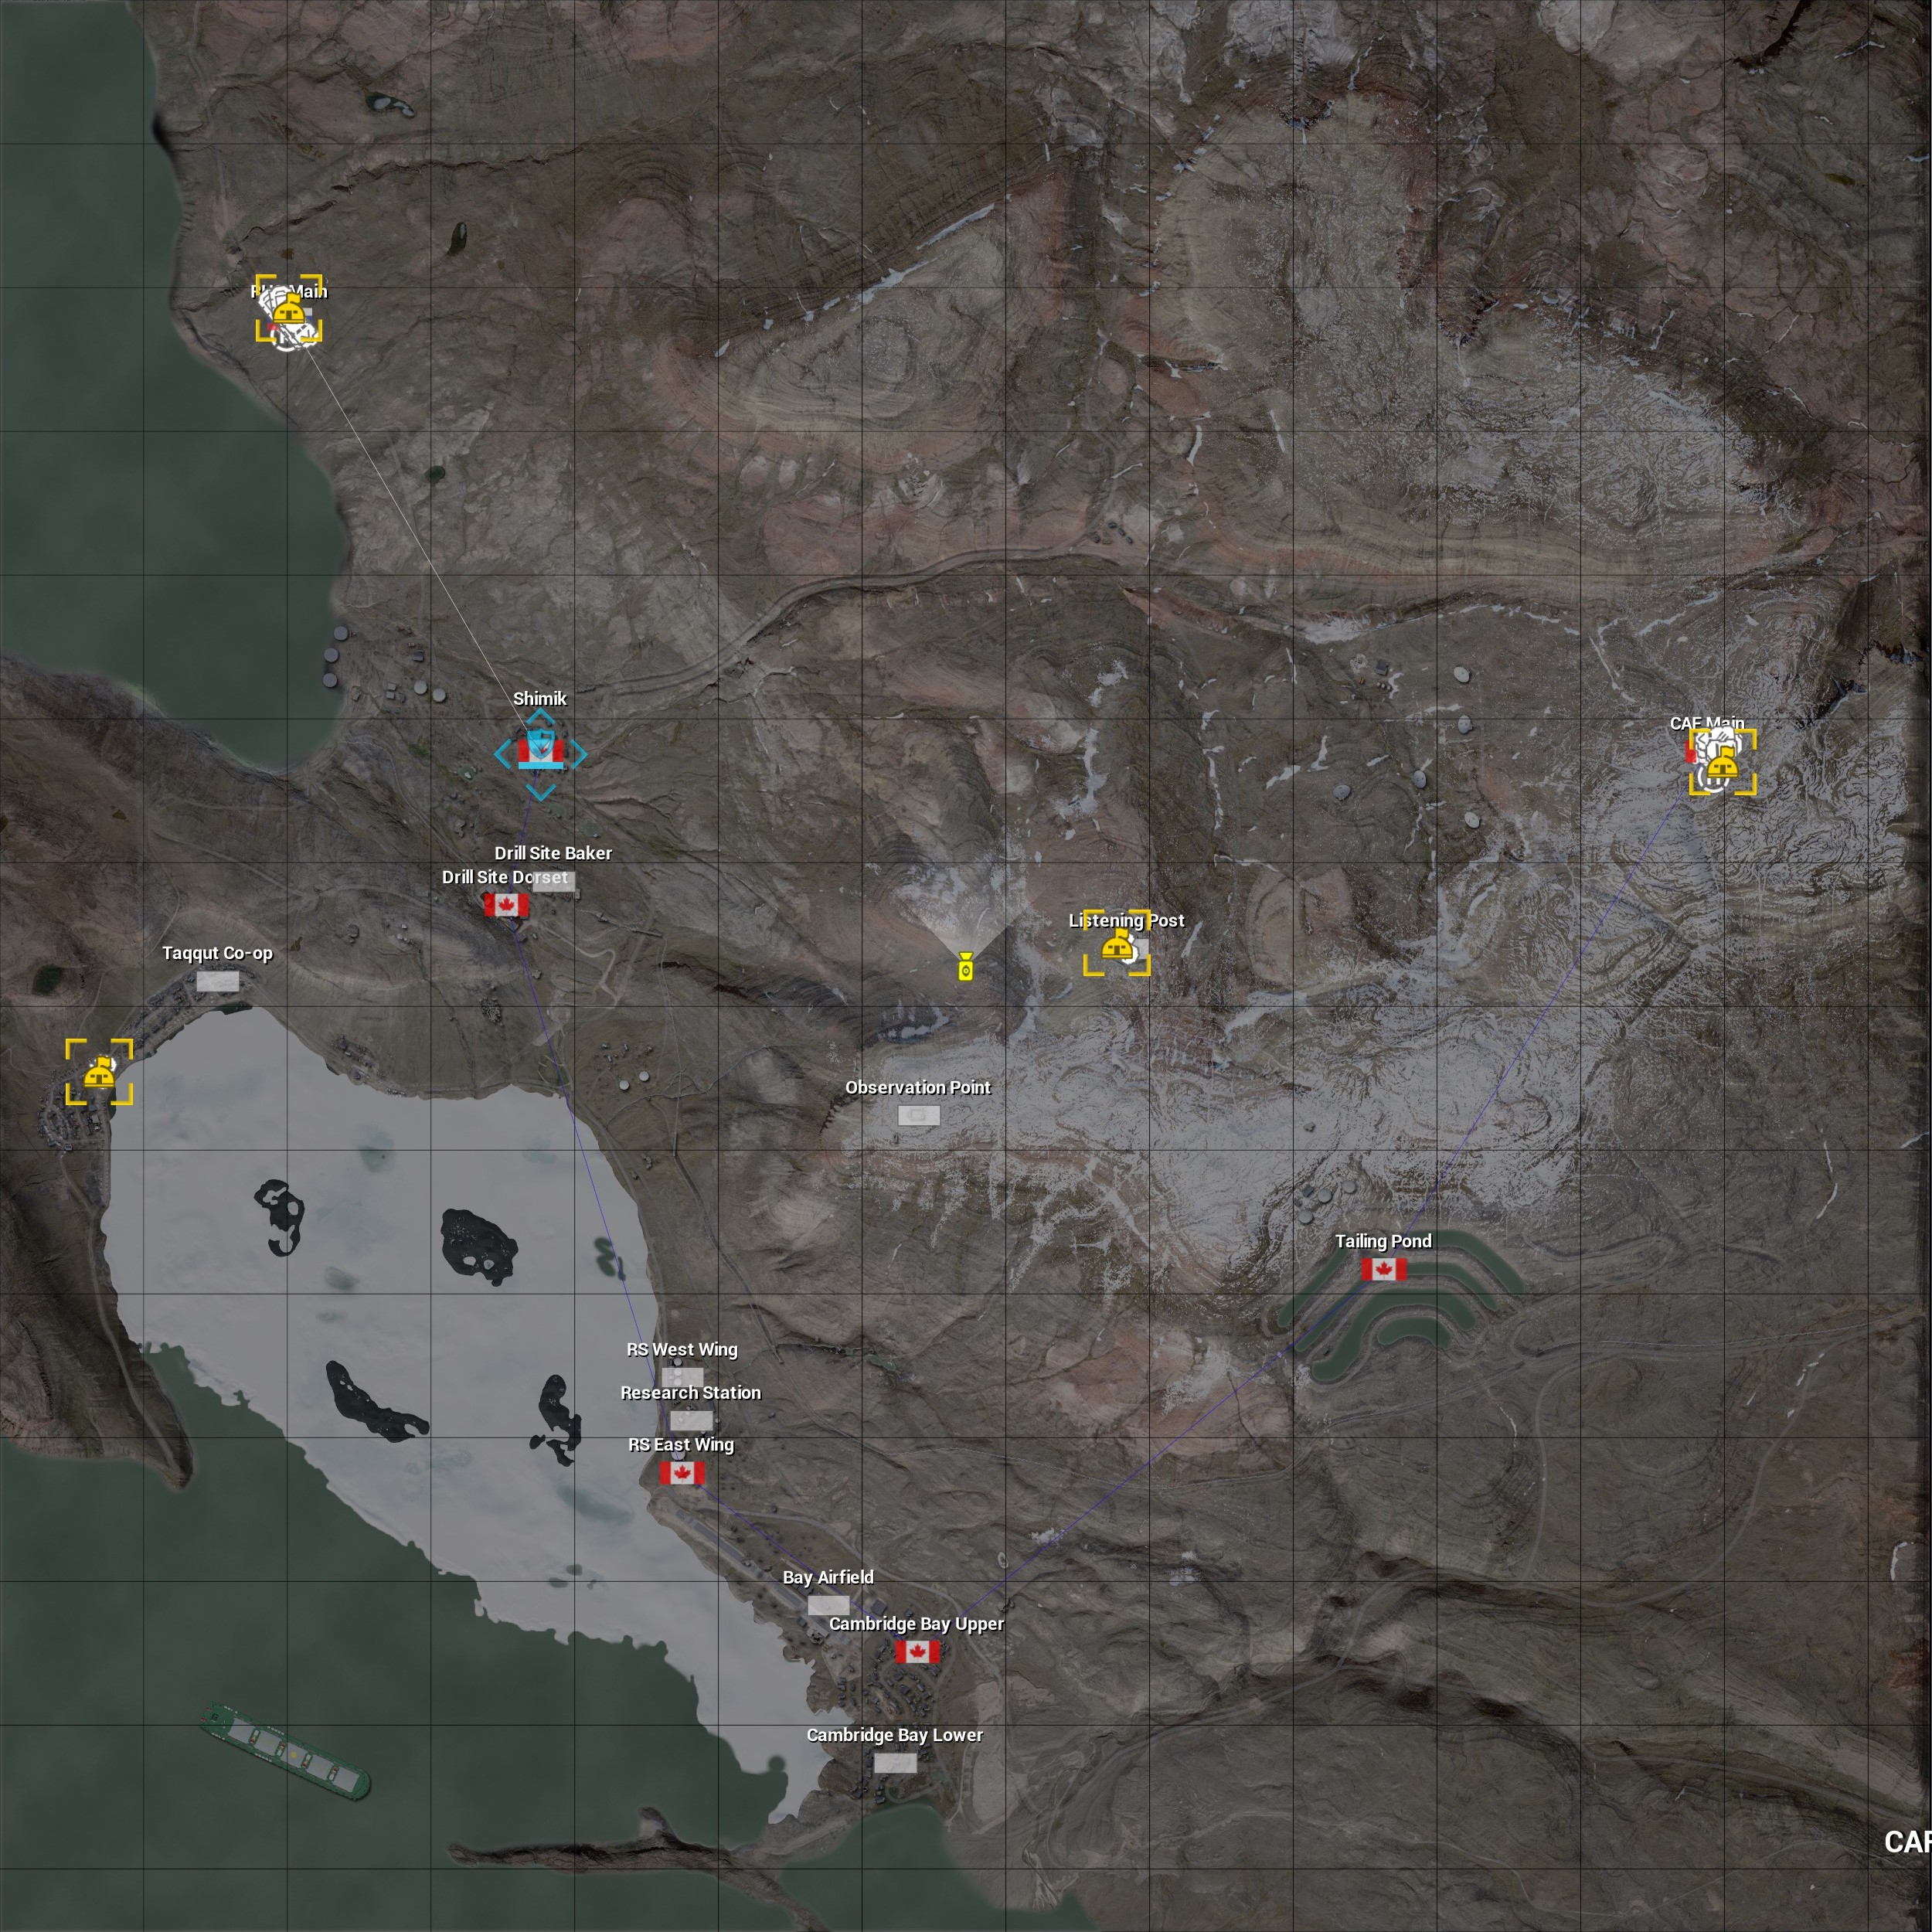 Main
Shimik
CAF Main
Drill Site Baker
Drill Site Dorset
Listening Post
Taqqut Co-op
Observation Point
Tailing Pond
RS West Wing
Research Station
RS East Wing
Bay Airfield
Cambridge Bay Upper
Cambridge Bay Lower